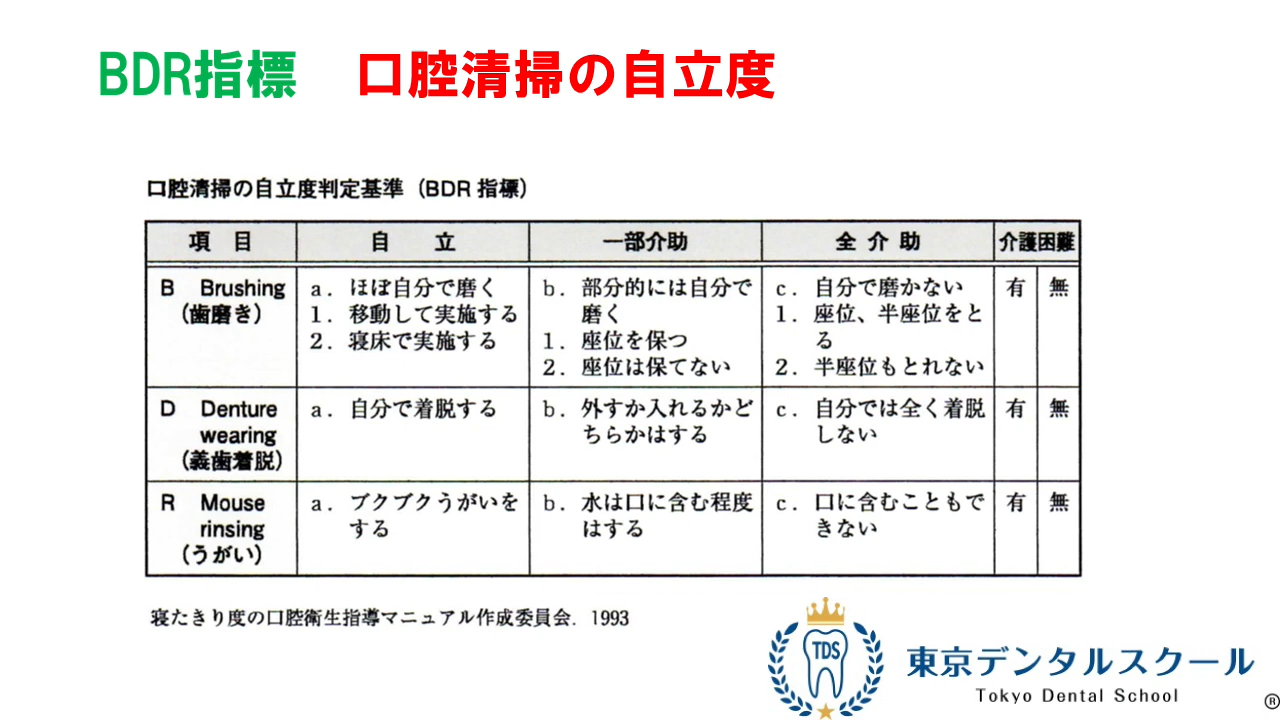 BDR指標　口腔清掃の自立度
口腔清掃の自立度判定基準（BDR 指標）
項　目
自　　立
一部介助
全 介 助
介護困難
B　Brushing
（歯磨き）
a．ほぼ自分で磨く
1．移動して実施する
2．寝床で実施する
b．部分的には自分で
磨く
1．座位を保つ
2．座位は保てない
c．自分で磨かない
1．座位、半座位をと
る
2．半座位もとれない
有
無
D　Denture
wearing
（義歯着脱）
a．自分で着脱する
b．外すか入れるかど
ちらかはする
c．自分では全く着脱
しない
有
無
R　Mouse
rinsing
（うがい）
a．ブクブクうがいを
する
b．水は口に含む程度
はする
c．口に含むこともで
きない
有
無
寝たきり度の口腔衛生指導マニュアル作成委員会．1993
TDS
東京デンタルスクール
Tokyo Dental School
®